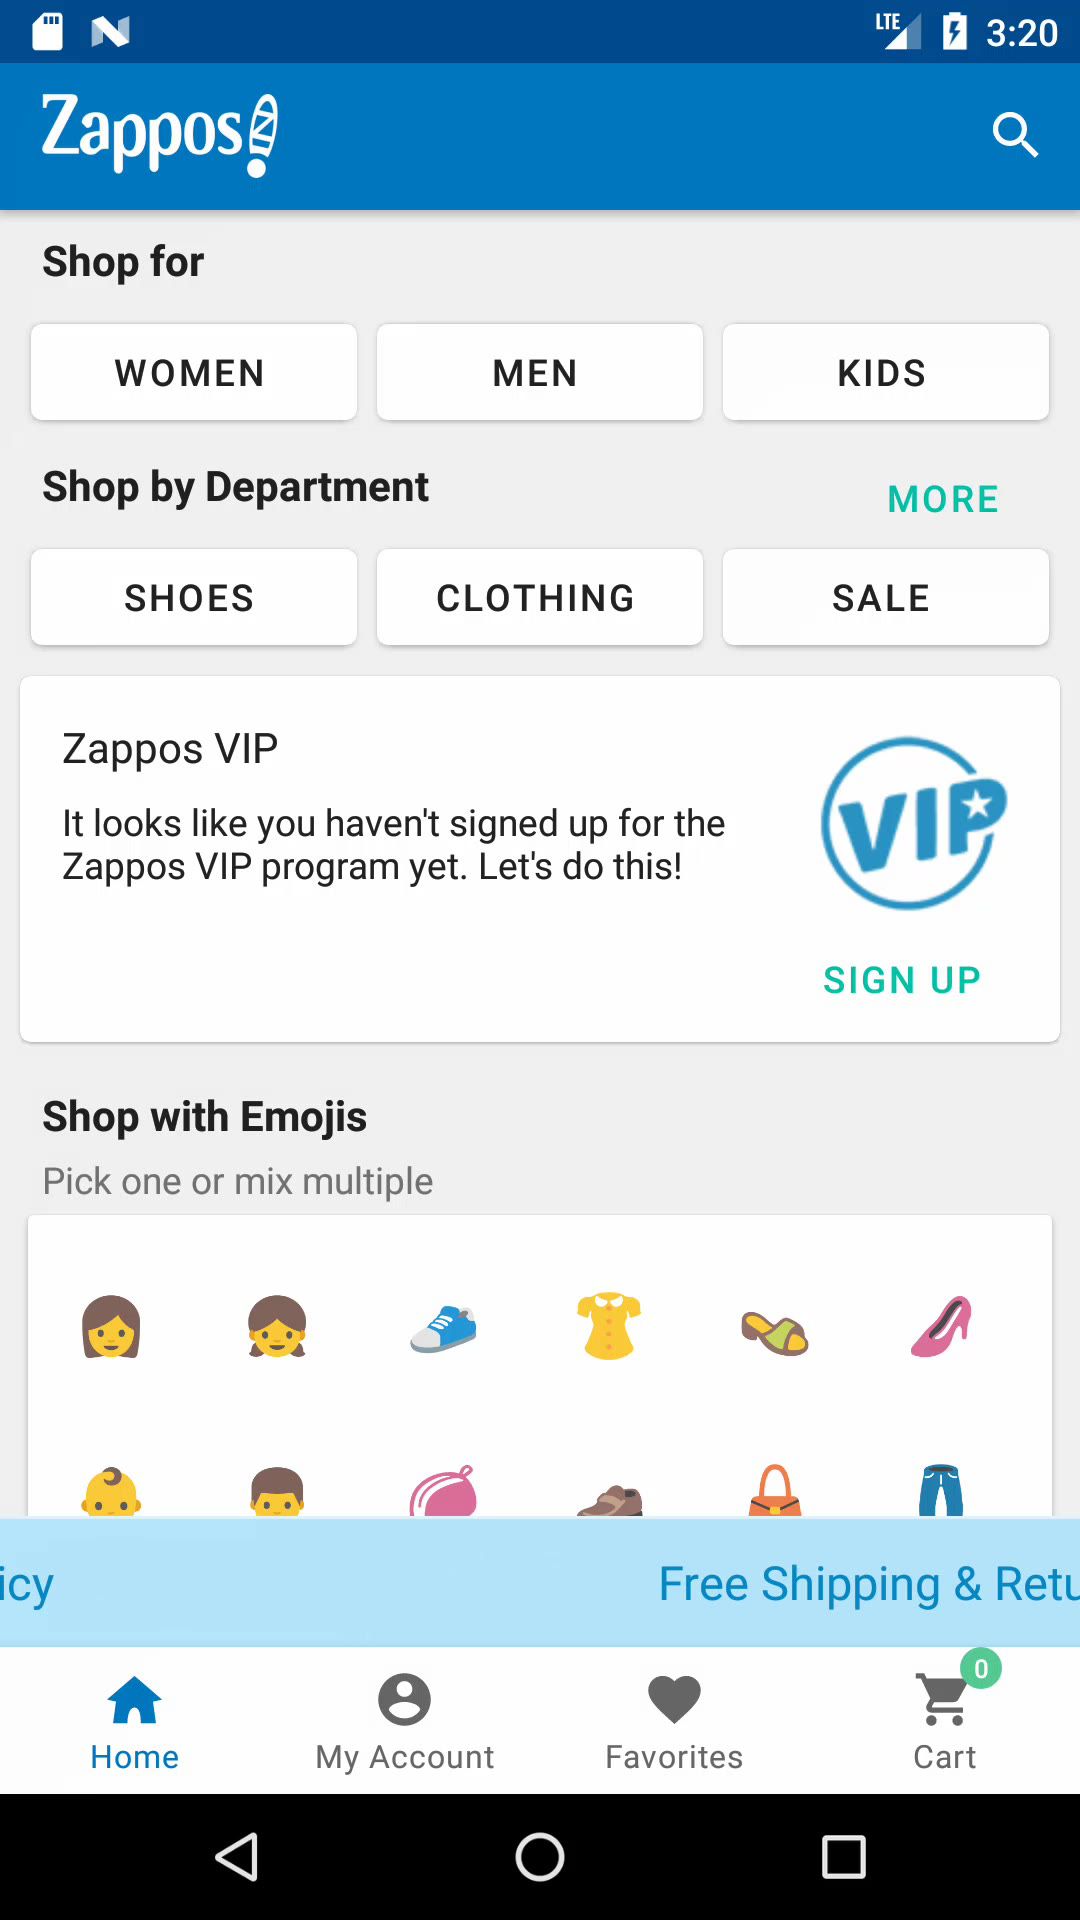 LTE 3:20
Zappos
Shop for
WOMEN MEN KIDS
Shop by Department
MORE
SHOES CLOTHING SALE
Zappos VIP
It looks like you haven't signed up for the
Zappos VIP program yet. Let's do this!
VIP
SIGN UP
Shop with Emojis
Pick one or mix multiple
icy Free Shipping & Retu
0
Home My Account Favorites Cart